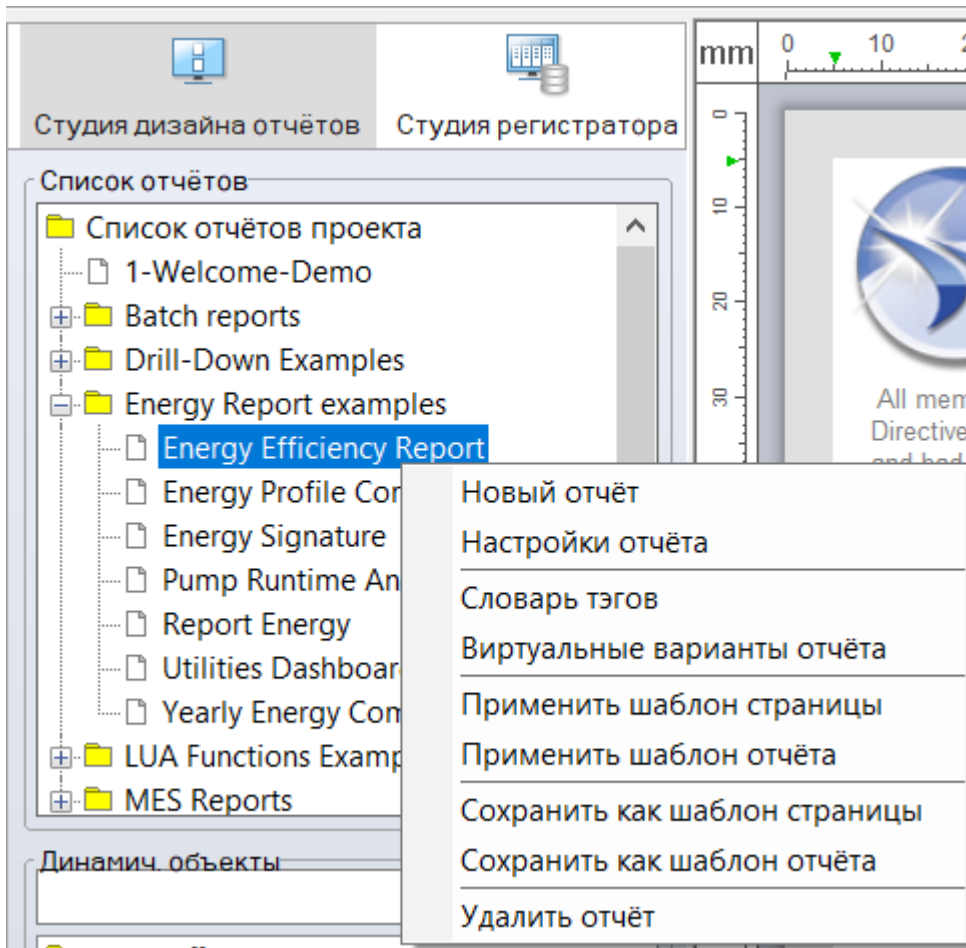 Студия дизайна отчётов
Студия регистратора
mm
0 10
0
10
20
30
Список отчётов
Список отчётов проекта
1-Welcome-Demo
Batch reports
Drill-Down Examples
Energy Report examples
Energy Efficiency Report
Energy Profile Cor
Energy Signature
Pump Runtime An
Report Energy
Utilities Dashboar
Yearly Energy Com
LUA Functions Examp
MES Reports
Динамич. объекты
All mem
Directive
Новый отчёт
Настройки отчёта
Словарь тэгов
Виртуальные варианты отчёта
Применить шаблон страницы
Применить шаблон отчёта
Сохранить как шаблон страницы
Сохранить как шаблон отчёта
Удалить отчёт